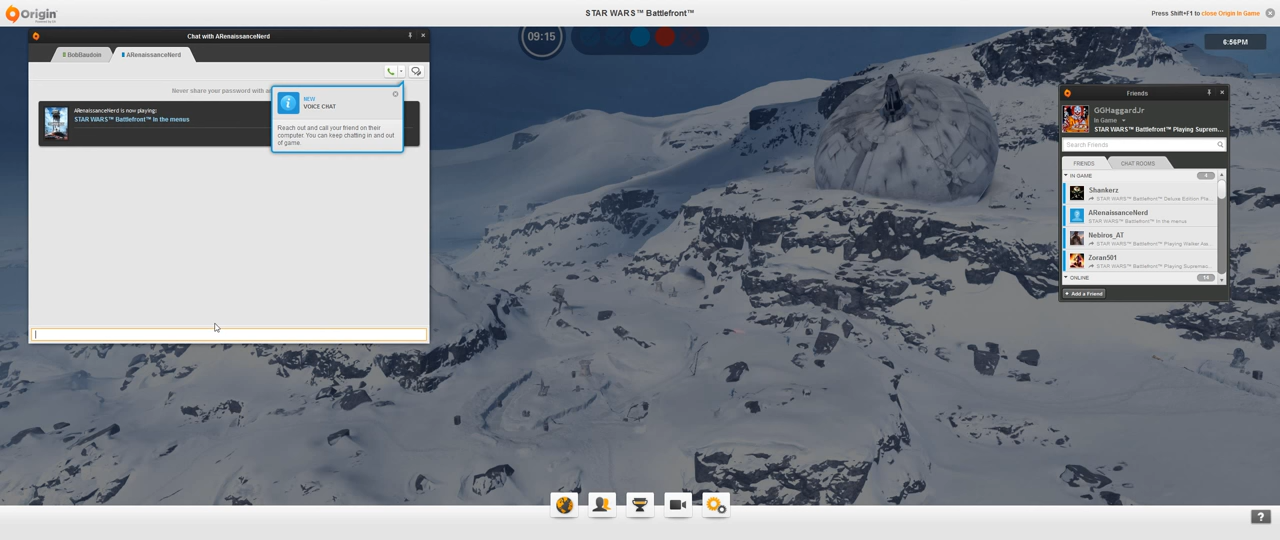 Origin
STAR WARS™ Battlefront™
Press Shift+F1 to close Origin In Game
Chat with ARenaissanceNerd
BobBaudoin
ARenaissanceNerd
Never share your password with
ARenaissanceNerd is now playing:
STAR WARS™ Battlefront™ In the menus
NEW
VOICE CHAT
Reach out and call your friend on their
computer. You can keep chatting in and out
of game.
09:15
6:56PM
Friends
GGHaggardJr
In Game
STAR WARS™ Battlefront™ Playing Suprem...
Search Friends
FRIENDS
CHAT ROOMS
IN GAME
4
Shankerz
STAR WARS™ Battlefront™ Deluxe Edition Pla...
ARenaissanceNerd
STAR WARS™ Battlefront™ In the menus
Nebiros_AT
STAR WARS™ Battlefront™ Playing Walker Ass...
Zoran501
STAR WARS™ Battlefront™ Playing Supremac...
ONLINE
14
+ Add a Friend
?